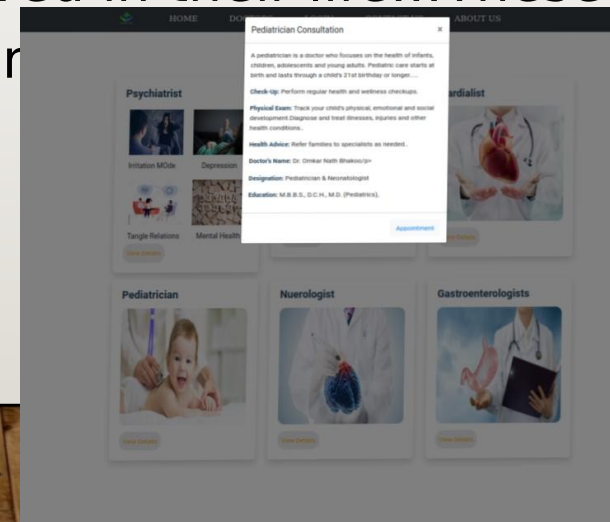 HOME
ABOUT US
Pediatrician Consultation ×
A pediatrician is a doctor who focuses on the health of infants,
children, adolescents and young adults. Pediatric care starts at
birth and lasts through a child's 21st birthday or longer....
Check-Up: Perform regular health and wellness checkups.
Physical Exam: Track your child's physical, emotional and social
development.Diagnose and treat illnesses, injuries and other
health conditions..
Health Advice: Refer families to specialists as needed..
Doctor's Name: Dr. Omkar Nath Bhakoo/p>
Designation: Pediatrician & Neonatologist
Education: M.B.B.S., D.C.H., M.D. (Pediatrics),
Appointment
Psychiatrist
ardialist
Irritation MOde Depression
Tangle Relations Mental Health
View Details
Pediatrician Nuerologist Gastroenterologists
View Details View Details View Details